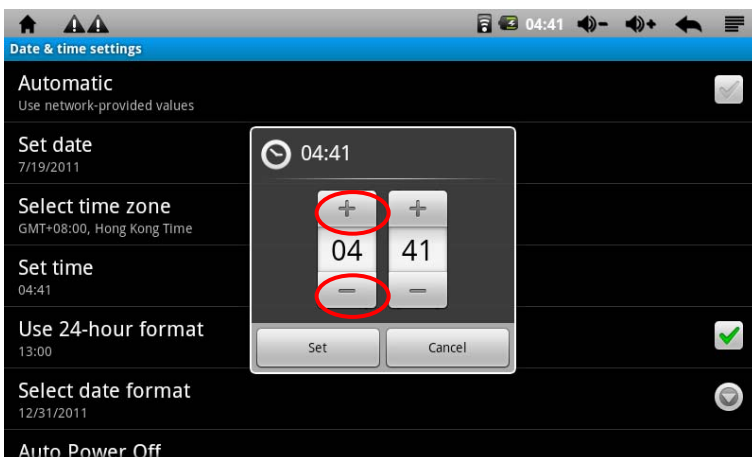 04:41
Date & time settings
Automatic
Use network-provided values
Set date
7/19/2011
Select time zone
GMT+08:00, Hong Kong Time
Set time
04:41
Use 24-hour format
13:00
Select date format
12/31/2011
Auto Power Off
04:41
+ +
04 41
- -
Set Cancel